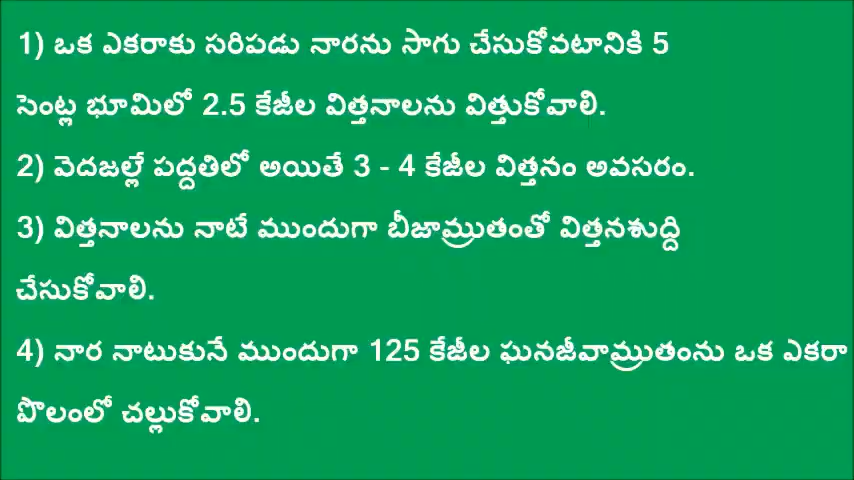 1) ఒక ఎకరాకు సరిపడు నారను సాగు చేసుకోవటానికి 5
సెంట్ల భూమిలో 2.5 కేజీల విత్తనాలను విత్తుకోవాలి.
2) వెదజల్లే పద్దతిలో అయితే 3 - 4 కేజీల విత్తనం అవసరం.
3) విత్తనాలను నాటే ముందుగా బీజామ్రుతంతో విత్తనశుద్ది
చేసుకోవాలి.
4) నార నాటుకునే ముందుగా 125 కేజీల ఘనజీవామ్రుతంను ఒక ఎకరా
పొలంలో చల్లుకోవాలి.